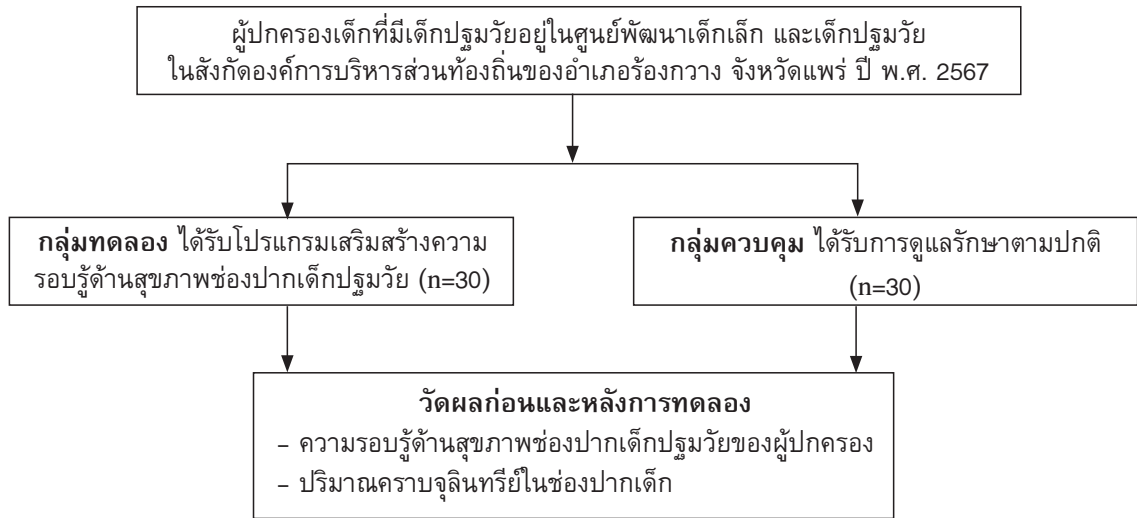 ผู้ปกครองเด็กที่มีเด็กปฐมวัยอยู่ในศูนย์พัฒนาเด็กเล็ก และเด็กปฐมวัย
ในสังกัดองค์การบริหารส่วนท้องถิ่นของอำเภอร้องกวาง จังหวัดแพร่ ปี พ.ศ. 2567
กลุ่มทดลอง ได้รับโปรแกรมเสริมสร้างความ
รอบรู้ด้านสุขภาพช่องปากเด็กปฐมวัย (n=30)
กลุ่มควบคุม ได้รับการดูแลรักษาตามปกติ
(n=30)
วัดผลก่อนและหลังการทดลอง
– ความรอบรู้ด้านสุขภาพช่องปากเด็กปฐมวัยของผู้ปกครอง
– ปริมาณคราบจุลินทรีย์ในช่องปากเด็ก